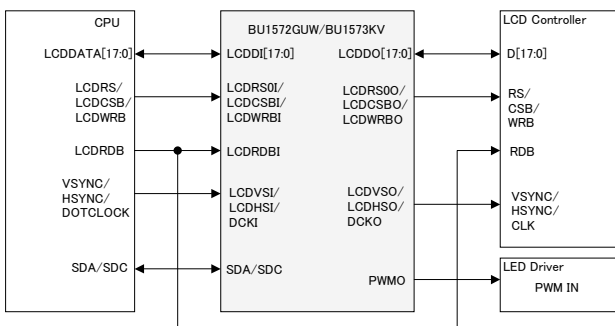 CPU
LCDDATA[17:0]
LCDRS/
LCDCSB/
LCDWRB
LCDRDB
VSYNC/
HSYNC/
DOTCLOCK
SDA/SDC
BU1572GUW/BU1573KV
LCDDI[17:0]
LCDDO[17:0]
LCDRS0I/
LCDCSBI/
LCDWRBI
LCDRS0O/
LCDCSBO/
LCDWRBO
LCDRDBI
LCDVSI/
LCDHSI/
DCKI
LCDVSO/
LCDHSO/
DCKO
SDA/SDC
PWMO
LCD Controller
D[17:0]
RS/
CSB/
WRB
RDB
VSYNC/
HSYNC/
CLK
LED Driver
PWM IN